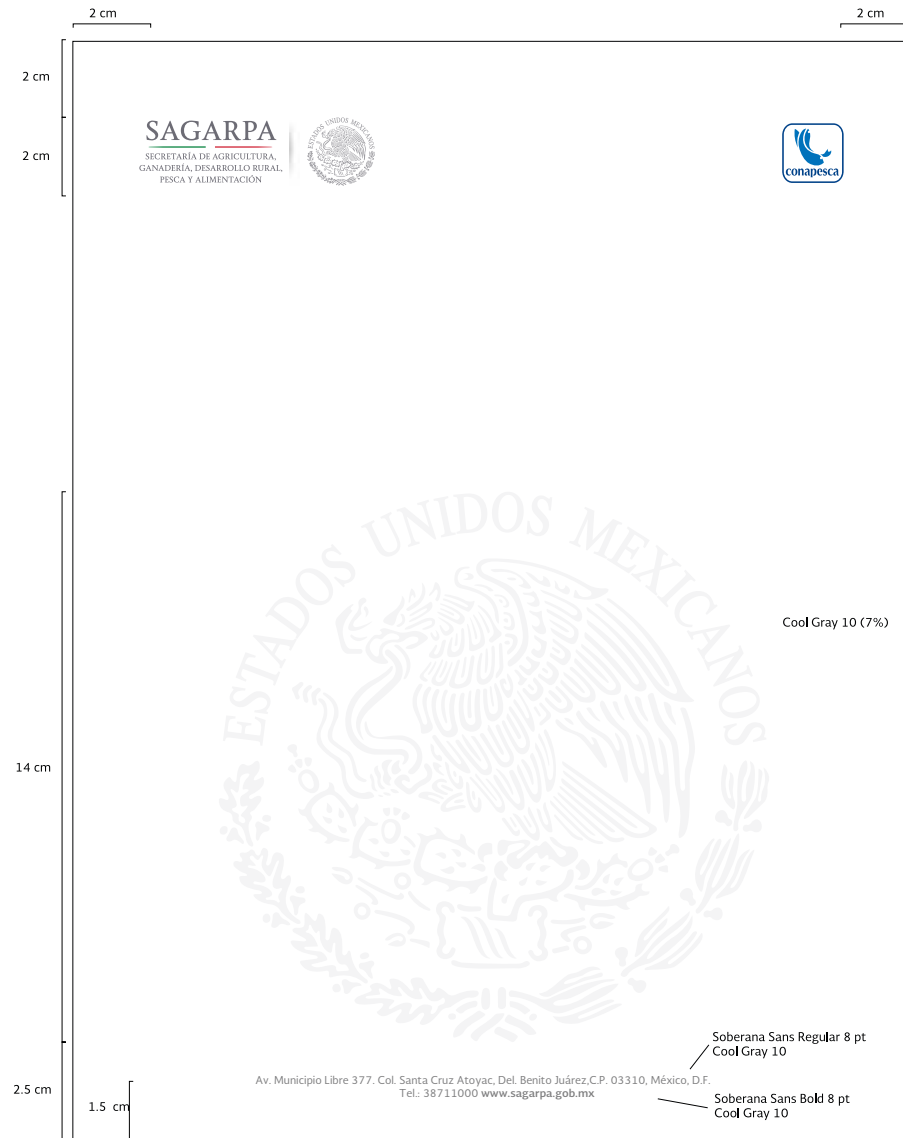 2 cm
2 cm
2 cm
2 cm
SAGARPA
SECRETARÍA DE AGRICULTURA,
GANADERÍA, DESARROLLO RURAL,
PESCA Y ALIMENTACIÓN
ESTADOS UNIDOS MEXICANOS
conapesca
ESTADOS UNIDOS MEXICANOS
Cool Gray 10 (7%)
14 cm
Soberana Sans Regular 8 pt
Cool Gray 10
2.5 cm
1.5 cm
Av. Municipio Libre 377. Col. Santa Cruz Atoyac, Del. Benito Juárez,C.P. 03310, México, D.F.
Tel.: 38711000 www.sagarpa.gob.mx
Soberana Sans Bold 8 pt
Cool Gray 10